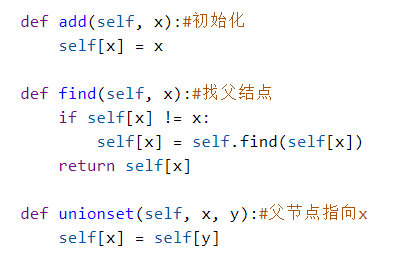 def add(self, x):#初始化
    self[x] = x
def find(self, x):#找父结点
    if self[x] != x:
        self[x] = self.find(self[x])
    return self[x]
def unionset(self, x, y):#父节点指向x
    self[x] = self[y]